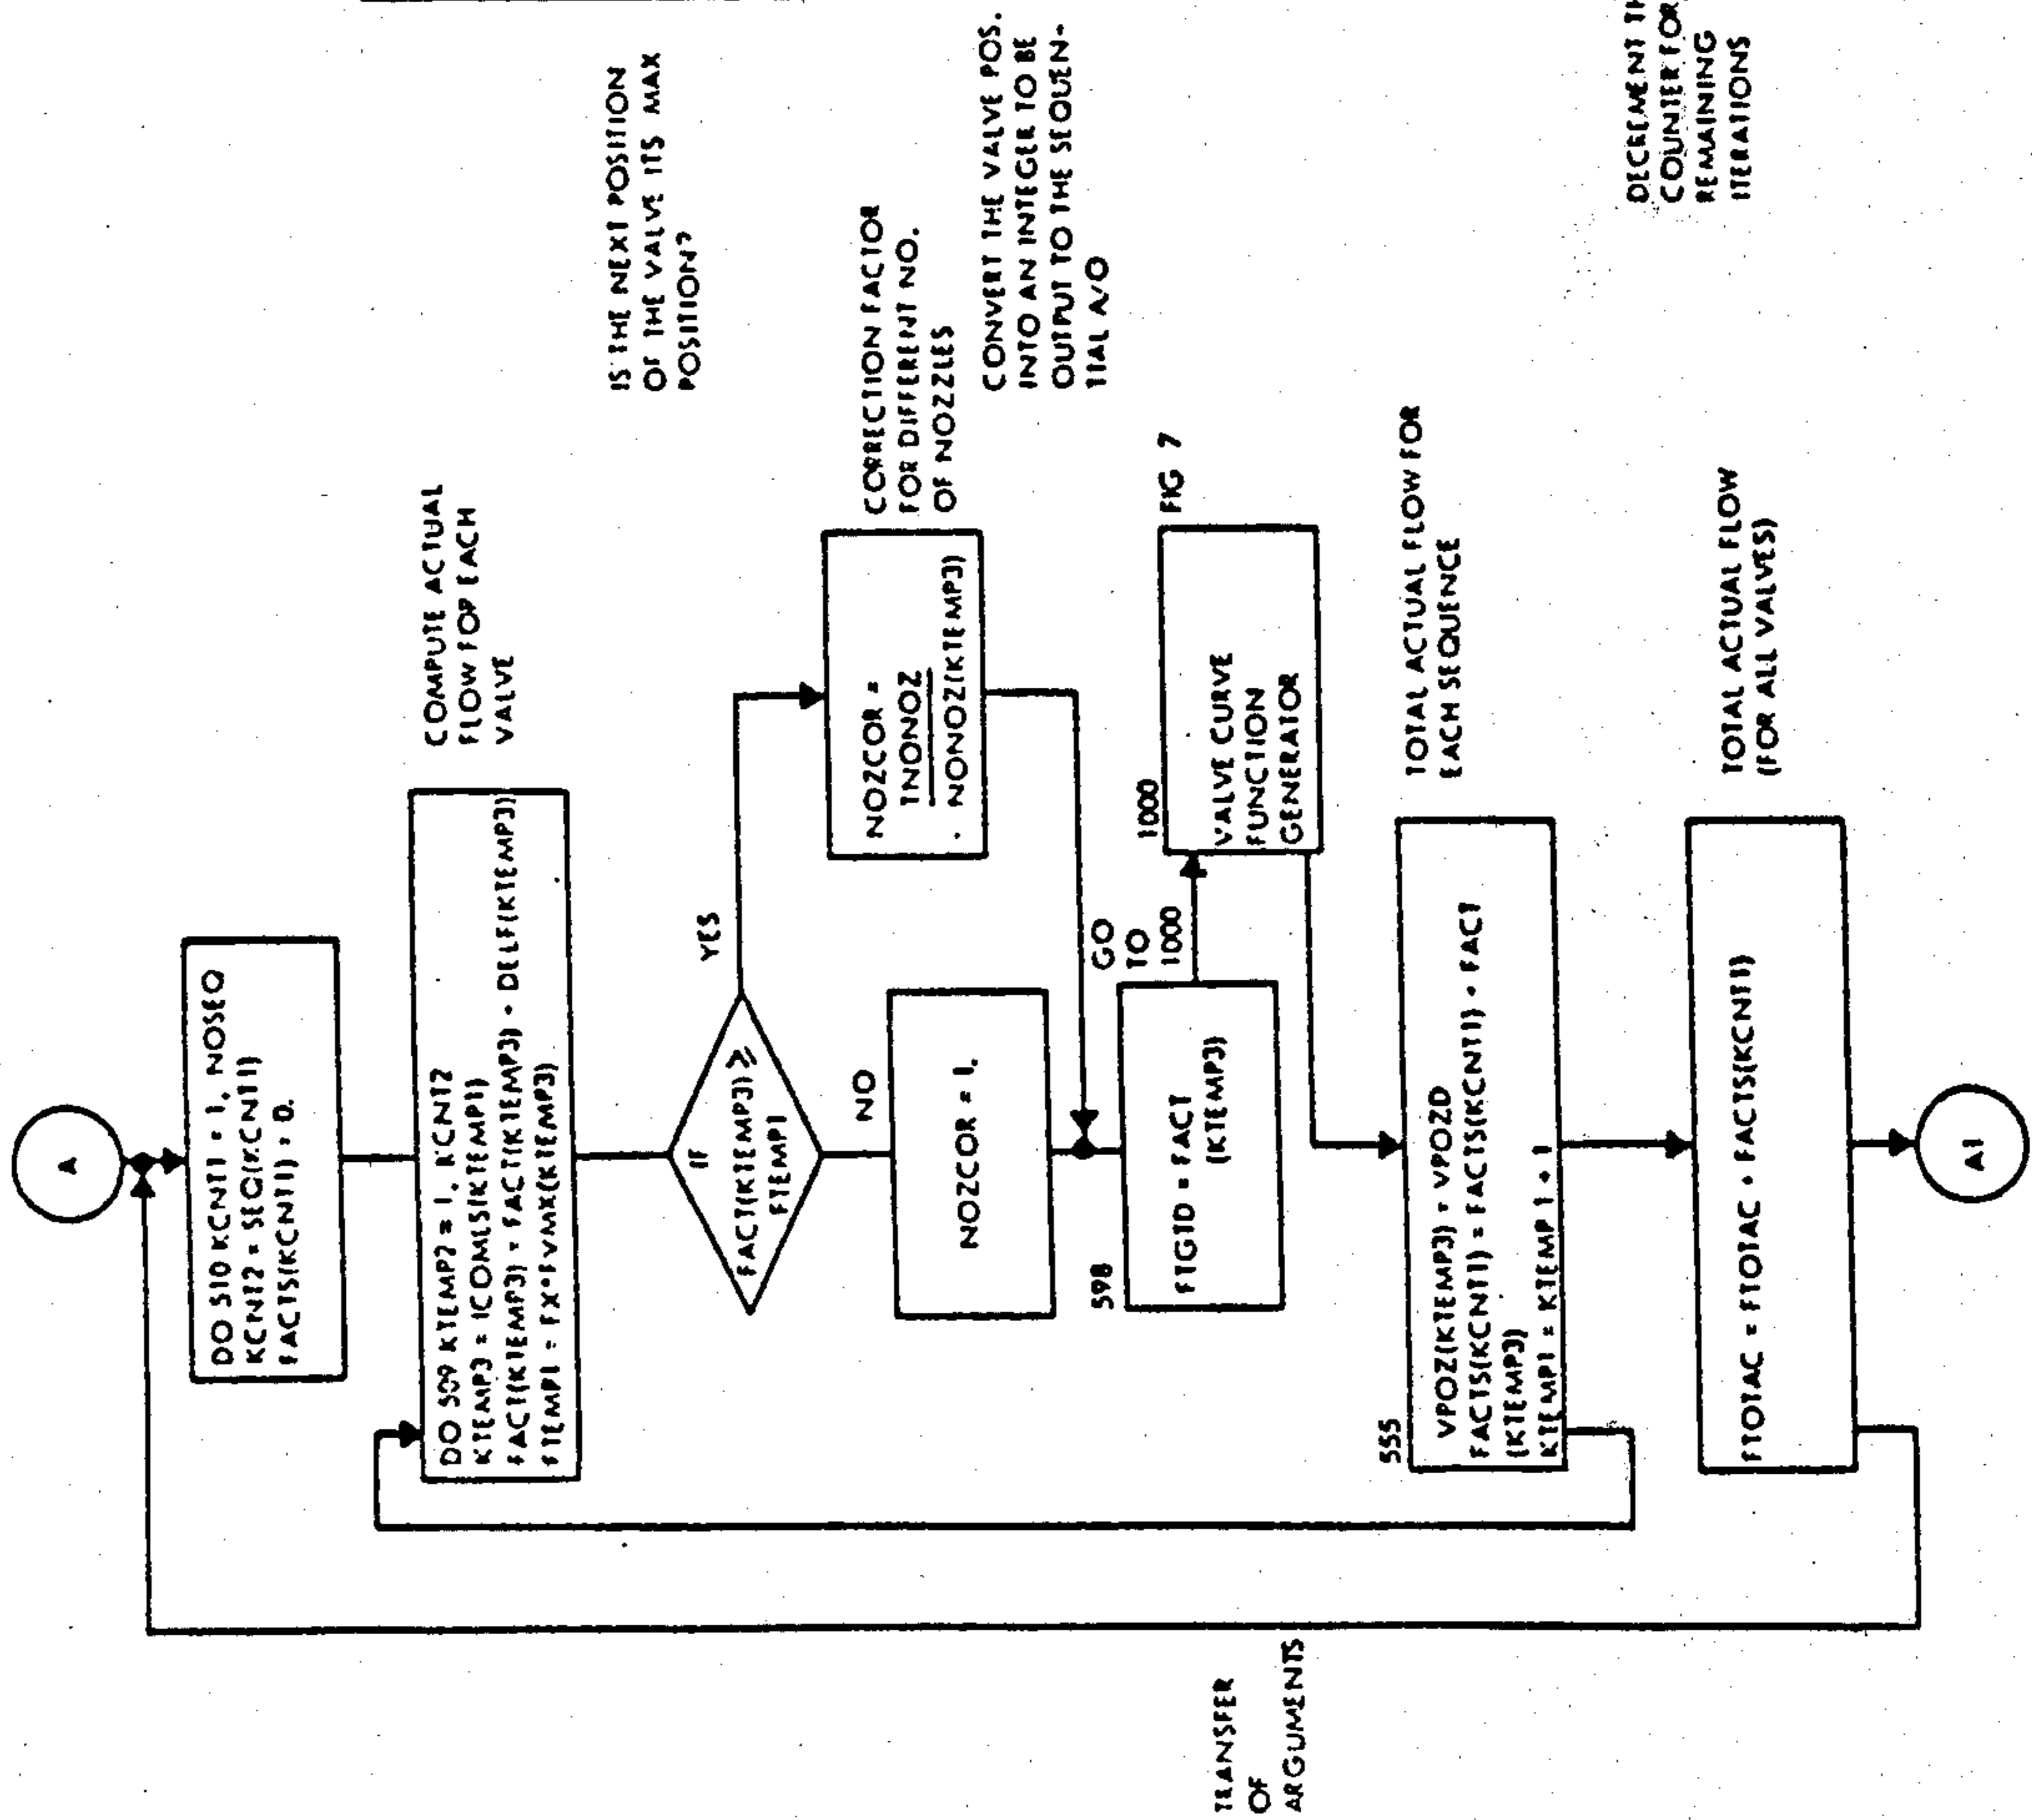 A
DO 510 KCNT1 = 1, NOSEQ
KCNT2 = SEQ(KCNT1)
FACTS(KCNT1) = 0.
COMPUTE ACTUAL
FLOW FOR EACH
VALVE
DO 509 KTEMP2 = 1, KCNT2
KTEMP3 = ICOMLS(KTEMP1)
FACT(KTEMP3) = FACT(KTEMP3) + DELF(KTEMP3)
FTEMP1 = FX*FVMX(KTEMP3)
IS THE NEXT POSITION
OF THE VALVE ITS MAX
POSITION?
IF
FACT(KTEMP3) ≥
FTEMP1
YES
NO
CORRECTION FACTOR
FOR DIFFERENT NO.
OF NOZZLES
NOZCOR =
TNONOZ
NONOZ(KTEMP3)
NOZCOR = 1.
CONVERT THE VALVE POS.
INTO AN INTEGER TO BE
OUTPUT TO THE SEQUEN-
TIAL A/O
TRANSFER
OF
ARGUMENTS
598
FTGID = FACT
(KTEMP3)
GO
TO
1000
1000
VALVE CURVE
FUNCTION
GENERATOR
FIG 7
TOTAL ACTUAL FLOW FOR
EACH SEQUENCE
555
VPOZ(KTEMP3) = VPOZD
FACTS(KCNT1) = FACTS(KCNT1) + FACT
(KTEMP3)
KTEMP1 = KTEMP1 + 1
DECREMENT TH
COUNTER FOR
REMAINING
ITERATIONS
TOTAL ACTUAL FLOW
(FOR ALL VALVES)
FTOTAC = FTOTAC + FACTS(KCNT1)
A1